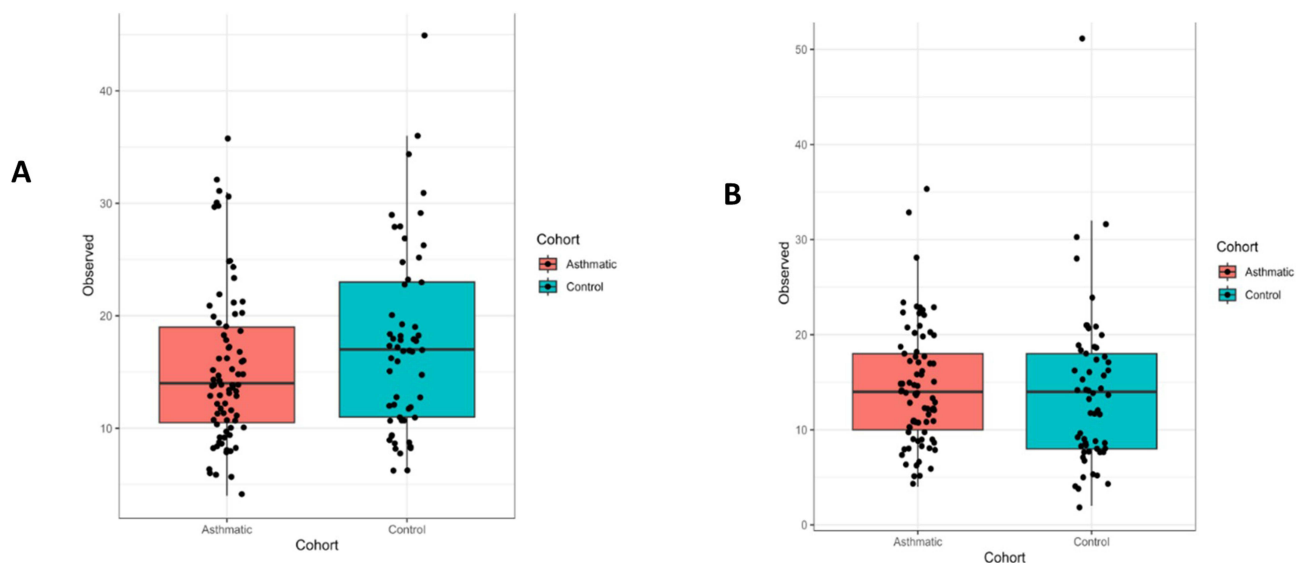 A
Observed
40
30
20
10
Asthmatic
Control
Cohort
Cohort
Asthmatic
Control
B
Observed
50
40
30
20
10
0
Asthmatic
Control
Cohort
Cohort
Asthmatic
Control